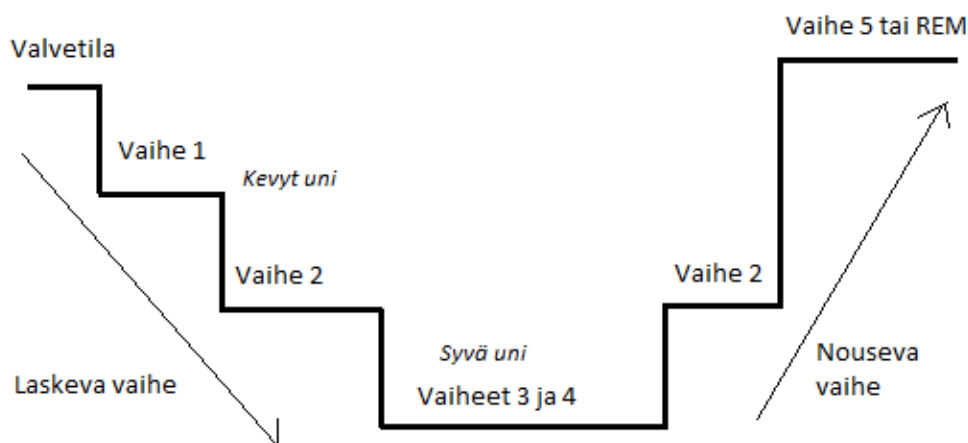 Vaihe 5 tai REM
Valvetila
Vaihe 1
Kevyt uni
Vaihe 2
Vaihe 2
Syvä uni
Nouseva
vaihe
Laskeva vaihe
Vaiheet 3 ja 4